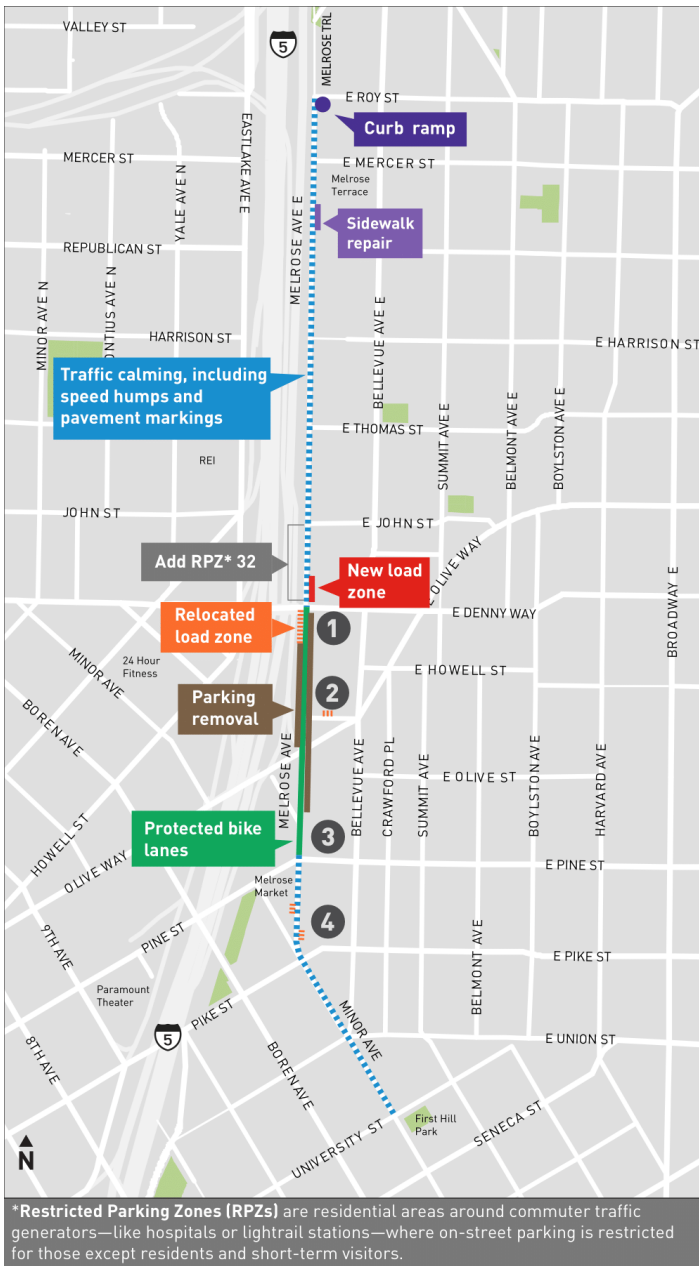 VALLEY ST
5
MELROSE TRL
E ROY ST
Curb ramp
EASTLAKE AVE E
MERCER ST
E MERCER ST
YALE AVE N
Melrose
Terrace
Sidewalk
repair
REPUBLICAN ST
MELROSE AVE E
MINOR AVE N
ONTIUS AVE N
HARRISON ST
BELLEVUE AVE E
E HARRISON ST
Traffic calming, including
speed humps and
pavement markings
E THOMAS ST
SUMMIT AVE E
BELMONT AVE E
BOYLSTON AVE E
REI
JOHN ST
E JOHN ST
E OLIVE WAY
Add RPZ* 32
New load
zone
BROADWAY E
Relocated
load zone
1
E DENNY WAY
MINOR AVE
24 Hour
Fitness
E HOWELL ST
BOREN AVE
Parking
removal
2
MELROSE AVE
BELLEVUE AVE
CRAWFORD PL
SUMMIT AVE
E OLIVE ST
BOYLSTON AVE
HARVARD AVE
Protected bike
lanes
3
HOWELL ST
OLIVE WAY
E PINE ST
Melrose
Market
4
9TH AVE
PINE ST
BELMONT AVE
E PIKE ST
Paramount
Theater
PIKE ST
MINOR AVE
5
8TH AVE
BOREN AVE
E UNION ST
First Hill
Park
UNIVERSITY ST
SENECA ST
N
*Restricted Parking Zones (RPZs) are residential areas around commuter traffic
generators—like hospitals or lightrail stations—where on-street parking is restricted
for those except residents and short-term visitors.